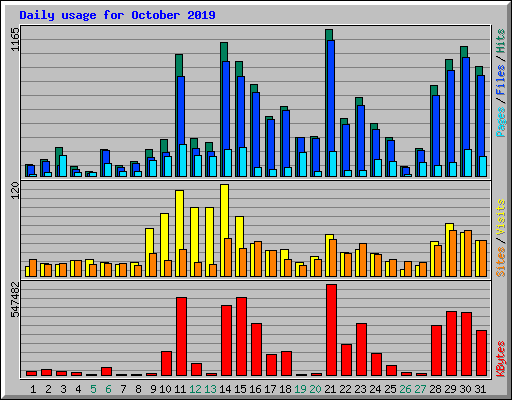 Daily usage for October 2019
1165
Pages / Files / Hits
120
Sites / Visits
547482
KBytes
1 2 3 4 5 6 7 8 9 10 11 12 13 14 15 16 17 18 19 20 21 22 23 24 25 26 27 28 29 30 31